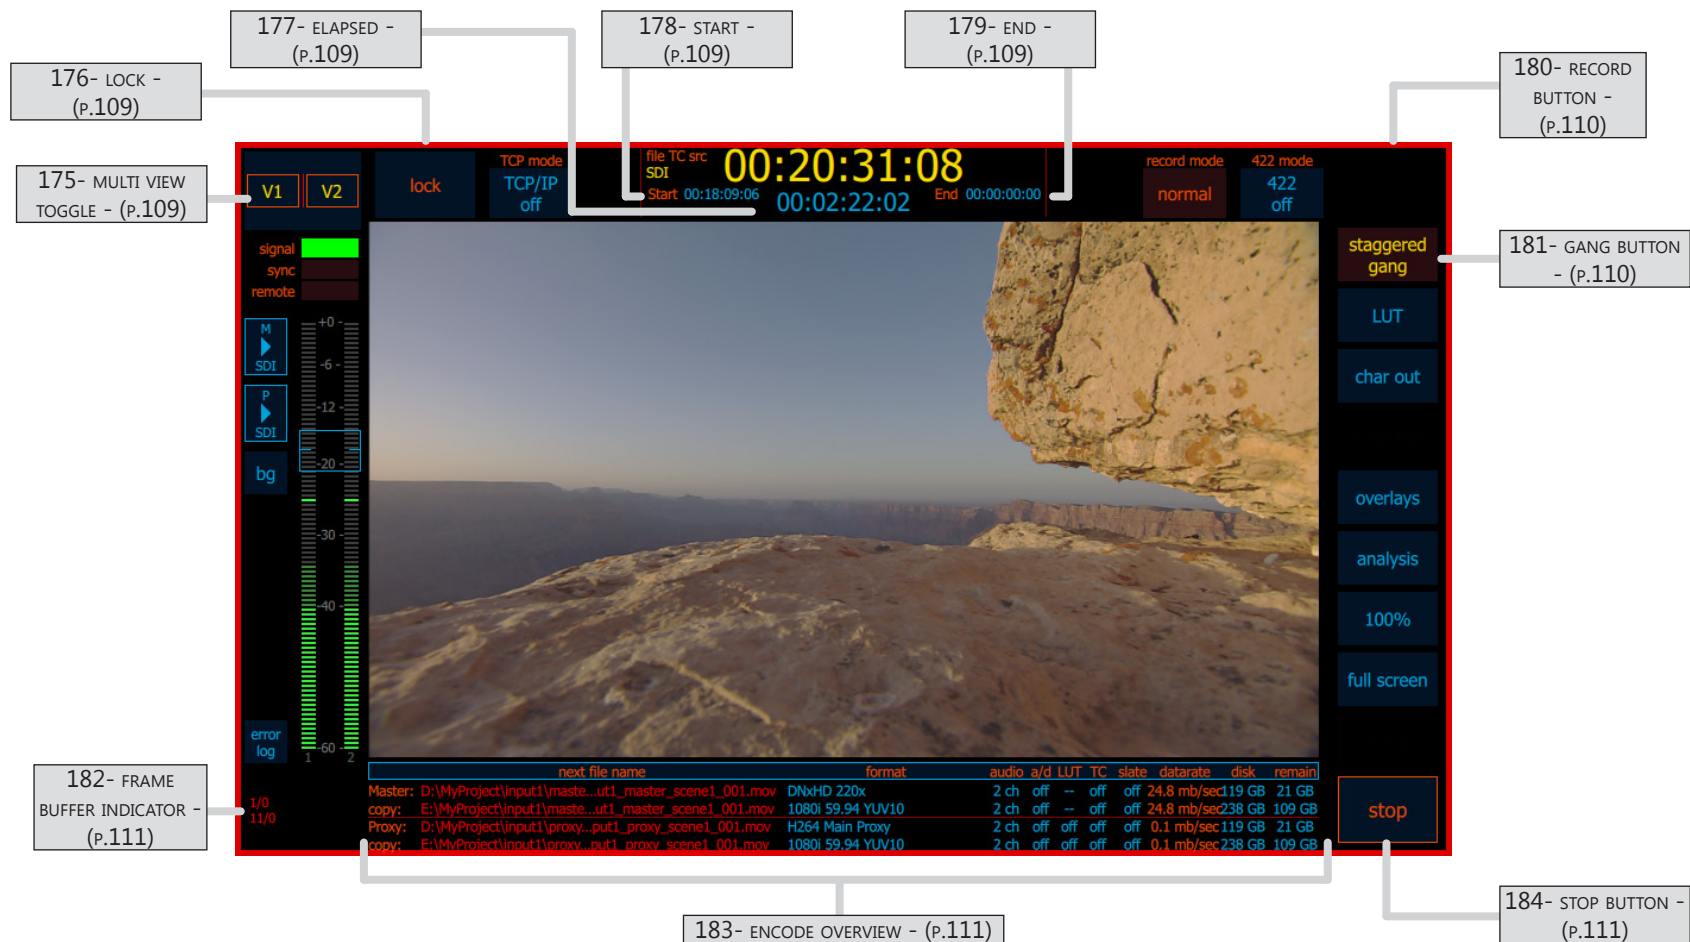 177- ELAPSED -
(P.109)
178- START -
(P.109)
179- END -
(P.109)
176- LOCK -
(P.109)
180- RECORD
BUTTON -
(P.110)
175- MULTI VIEW
TOGGLE - (P.109)
V1 V2
lock
TCP mode
TCP/IP
off
file TC src
SDI
00:20:31:08
Start 00:18:09:06
00:02:22:02
End 00:00:00:00
record mode
normal
422 mode
422
off
signal
sync
remote
M
SDI
P
SDI
bg
+0 -
-6 -
-12 -
-20 -
-30 -
-40 -
-60 -
1 2
error
log
1/0
11/0
staggered
gang
181- GANG BUTTON
- (P.110)
LUT
char out
overlays
analysis
100%
full screen
stop
182- FRAME
BUFFER INDICATOR -
(P.111)
next file name format audio a/d LUT TC slate datarate disk remain
Master: D:\MyProject\input1\maste...ut1_master_scene1_001.mov DNxHD 220x 2 ch off -- off off 24.8 mb/sec 119 GB 21 GB
copy: E:\MyProject\input1\maste...ut1_master_scene1_001.mov 1080i 59.94 YUV10 2 ch off -- off off 24.8 mb/sec 238 GB 109 GB
Proxy: D:\MyProject\input1\proxy...put1_proxy_scene1_001.mov H264 Main Proxy 2 ch off off off off 0.1 mb/sec 119 GB 21 GB
copy: E:\MyProject\input1\proxy...put1_proxy_scene1_001.mov 1080i 59.94 YUV10 2 ch off off off off 0.1 mb/sec 238 GB 109 GB
183- ENCODE OVERVIEW - (P.111)
184- STOP BUTTON -
(P.111)